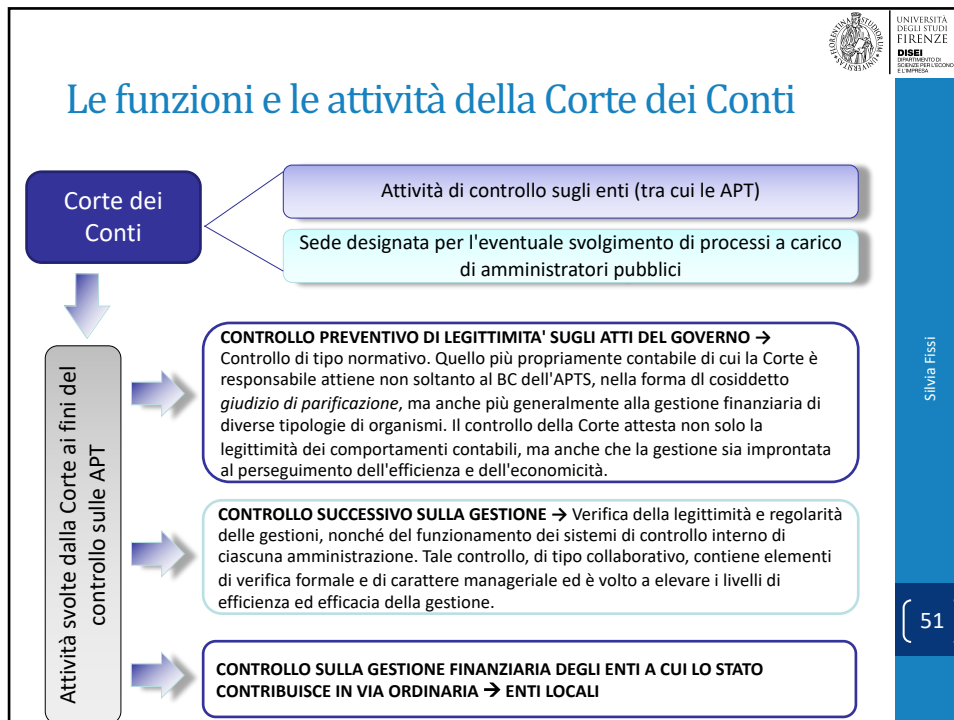 UNIVERSITÀ
DEGLI STUDI
FIRENZE
DISEI
DIPARTIMENTO DI
SCIENZE PER L'ECONO
E L'IMPRESA
Le funzioni e le attività della Corte dei Conti
Corte dei
Conti
Attività di controllo sugli enti (tra cui le APT)
Sede designata per l'eventuale svolgimento di processi a carico
di amministratori pubblici
Attività svolte dalla Corte ai fini del
controllo sulle APT
CONTROLLO PREVENTIVO DI LEGITTIMITA' SUGLI ATTI DEL GOVERNO →
Controllo di tipo normativo. Quello più propriamente contabile di cui la Corte è
responsabile attiene non soltanto al BC dell'APTS, nella forma dl cosiddetto
giudizio di parificazione, ma anche più generalmente alla gestione finanziaria di
diverse tipologie di organismi. Il controllo della Corte attesta non solo la
legittimità dei comportamenti contabili, ma anche che la gestione sia improntata
al perseguimento dell'efficienza e dell'economicità.
CONTROLLO SUCCESSIVO SULLA GESTIONE → Verifica della legittimità e regolarità
delle gestioni, nonché del funzionamento dei sistemi di controllo interno di
ciascuna amministrazione. Tale controllo, di tipo collaborativo, contiene elementi
di verifica formale e di carattere manageriale ed è volto a elevare i livelli di
efficienza ed efficacia della gestione.
CONTROLLO SULLA GESTIONE FINANZIARIA DEGLI ENTI A CUI LO STATO
CONTRIBUISCE IN VIA ORDINARIA → ENTI LOCALI
Silvia Fissi
51